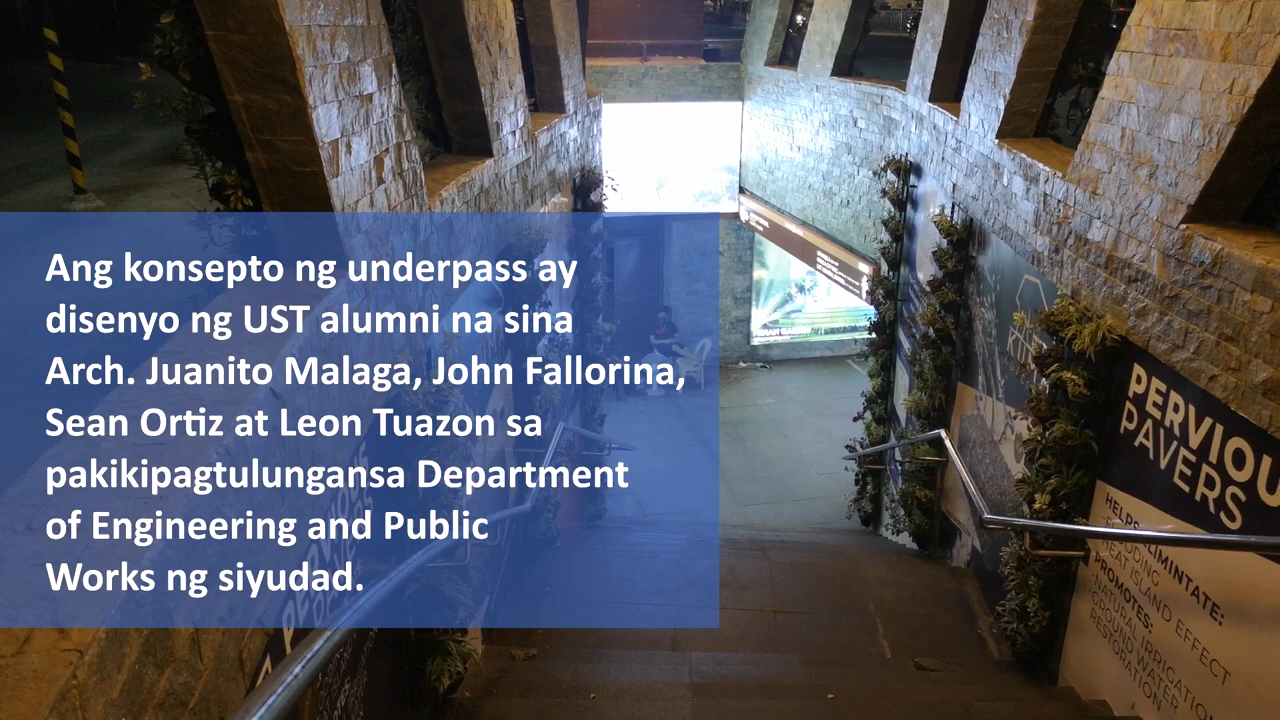 Ang konsepto ng underpass ay
disenyo ng UST alumni na sina
Arch. Juanito Malaga, John Fallorina,
Sean Ortiz at Leon Tuazon sa
pakikipagtulungansa Department
of Engineering and Public
Works ng siyudad.
PERVIOU
PAVERS
HELPS ELIMINTATE:
FLOODING
HEAT ISLAND EFFECT
PROMOTES:
NATURAL IRRIGATION
GROUND WATER
RESTORATION